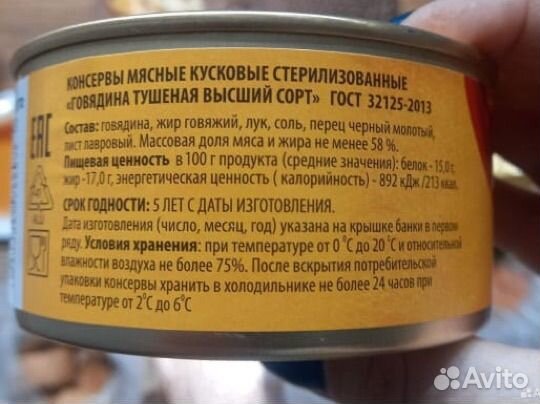 КОНСЕРВЫ МЯСНЫЕ КУСКОВЫЕ СТЕРИЛИЗОВАННЫЕ
«ГОВЯДИНА ТУШЕНАЯ ВЫСШИЙ СОРТ» ГОСТ 32125-2013
Состав: говядина, жир говяжий, лук, соль, перец черный молотый,
лист лавровый. Массовая доля мяса и жира не менее 58 %.
Пищевая ценность в 100 г продукта (средние значения): белок - 15,0 г,
жир -17,0 г, энергетическая ценность ( калорийность) - 892 кДж /213 ккал.
СРОК ГОДНОСТИ: 5 ЛЕТ С ДАТЫ ИЗГОТОВЛЕНИЯ.
Дата изготовления (число, месяц, год) указана на крышке банки в первом
ряду. Условия хранения: при температуре от 0 °С до 20 °С и относительной
влажности воздуха не более 75%. После вскрытия потребительской
упаковки консервы хранить в холодильнике не более 24 часов при
температуре от 2°С до 6°С
EAC
Avito